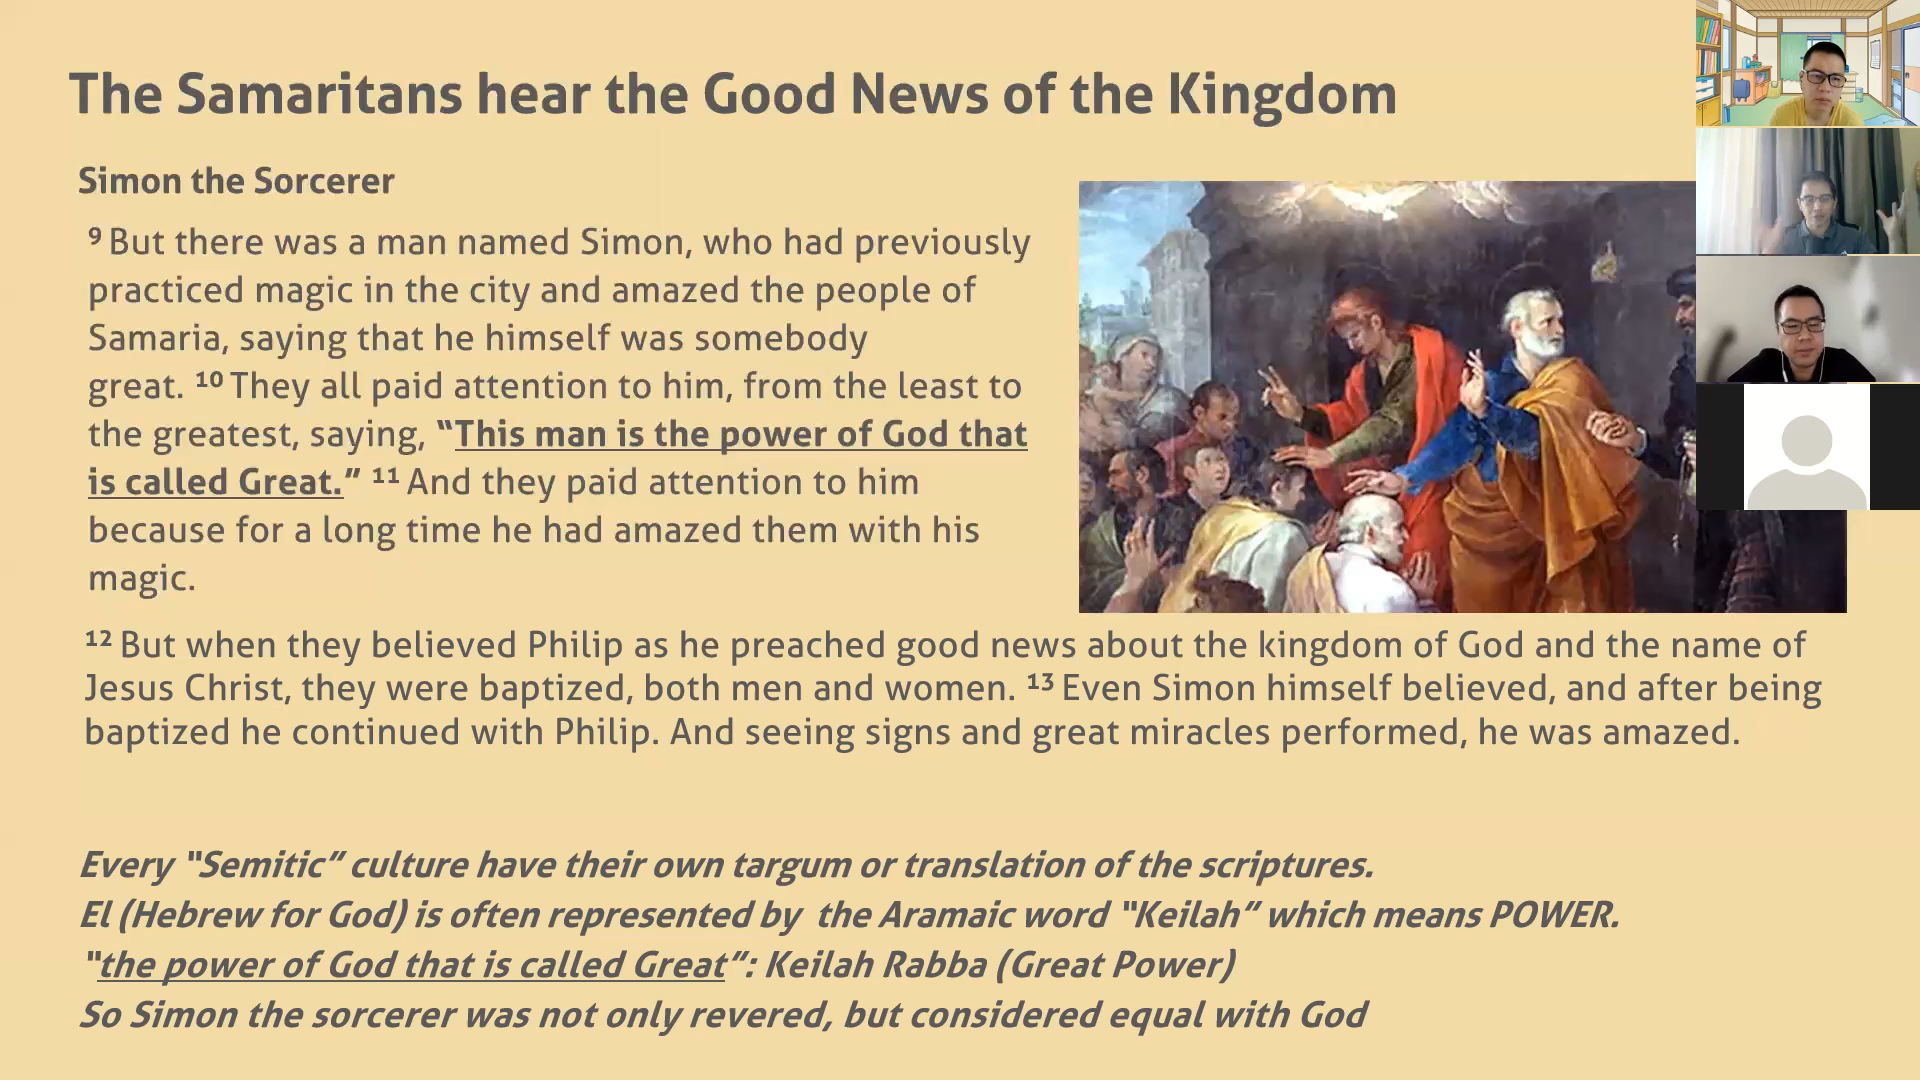 The Samaritans hear the Good News of the Kingdom
Simon the Sorcerer
⁹ But there was a man named Simon, who had previously
practiced magic in the city and amazed the people of
Samaria, saying that he himself was somebody
great. ¹⁰ They all paid attention to him, from the least to
the greatest, saying, “This man is the power of God that
is called Great.” ¹¹ And they paid attention to him
because for a long time he had amazed them with his
magic.
¹² But when they believed Philip as he preached good news about the kingdom of God and the name of
Jesus Christ, they were baptized, both men and women. ¹³ Even Simon himself believed, and after being
baptized he continued with Philip. And seeing signs and great miracles performed, he was amazed.
Every “Semitic” culture have their own targum or translation of the scriptures.
El (Hebrew for God) is often represented by  the Aramaic word “Keilah” which means POWER.
“the power of God that is called Great”: Keilah Rabba (Great Power)
So Simon the sorcerer was not only revered, but considered equal with God